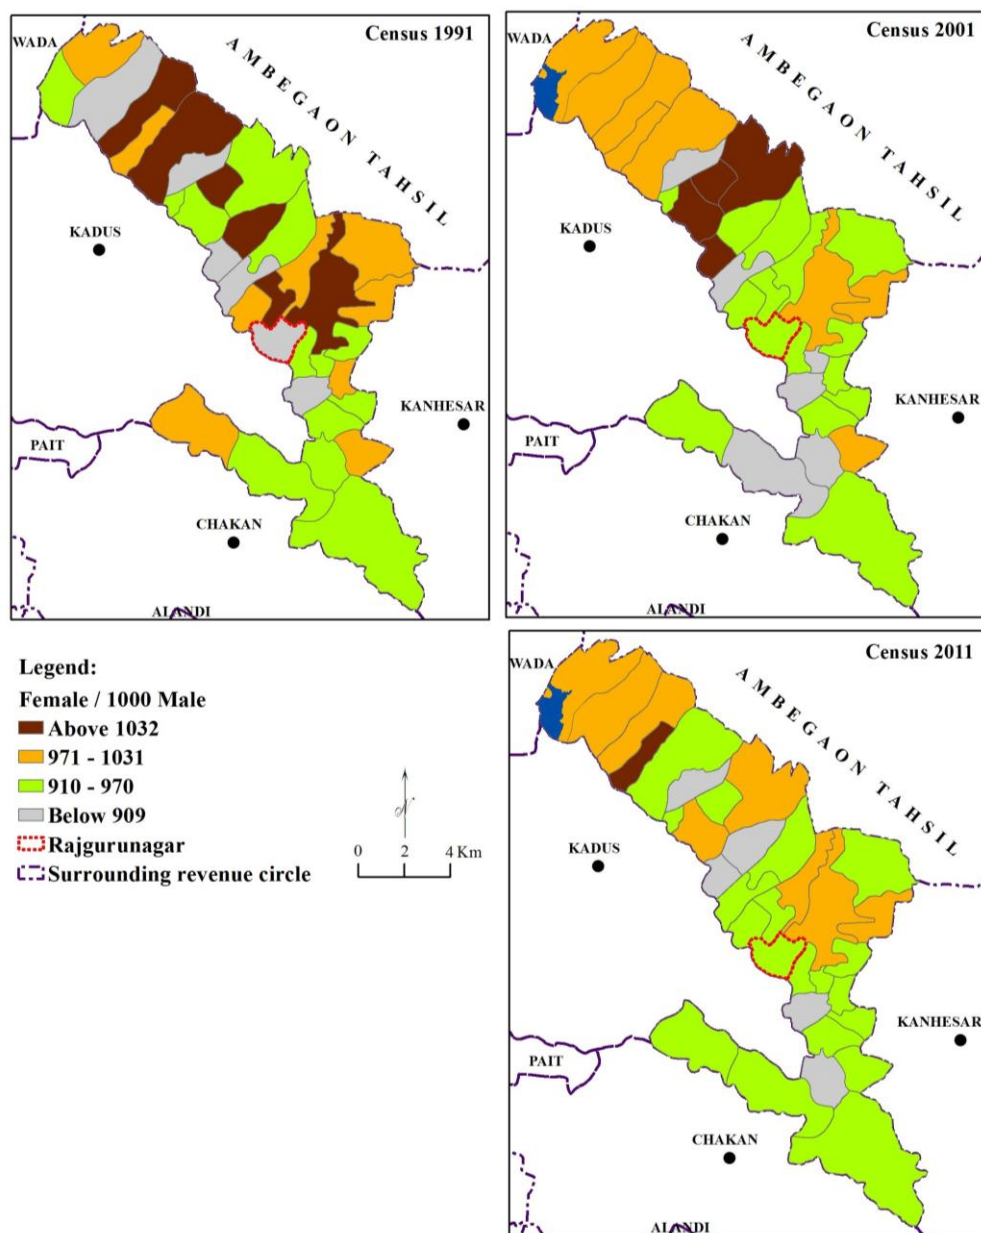 Census 1991
WADA
AMBEGAON TAHSIL
KADUS
KANHESAR
PAIT
CHAKAN
ALANDI
Census 2001
WADA
AMBEGAON TAHSIL
KADUS
KANHESAR
PAIT
CHAKAN
ALANDI
Legend:
Female / 1000 Male
Above 1032
971 - 1031
910 - 970
Below 909
Rajgurunagar
Surrounding revenue circle
N
0 2 4 Km
Census 2011
WADA
AMBEGAON TAHSIL
KADUS
KANHESAR
PAIT
CHAKAN
ALANDI